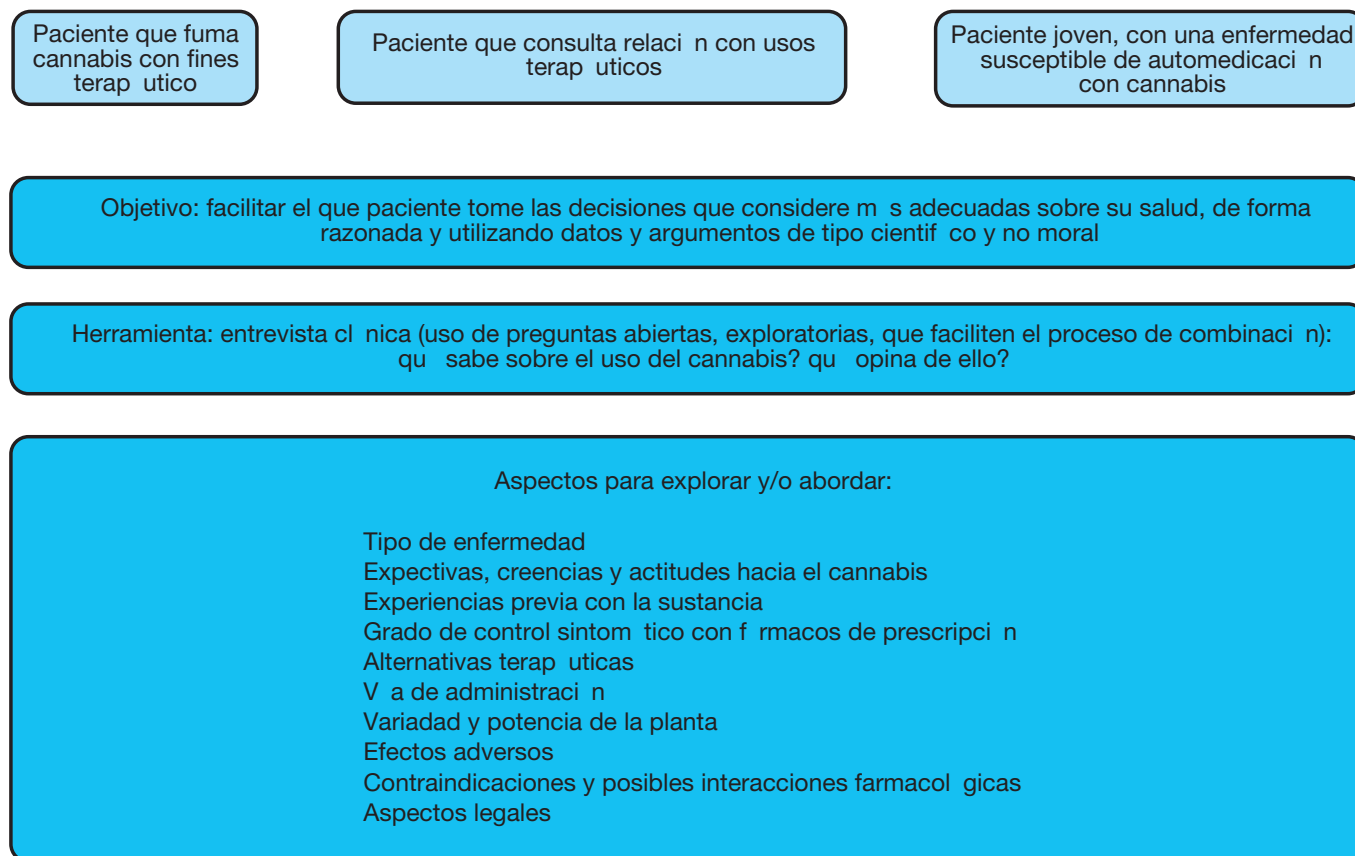 Paciente que fuma
cannabis con fines
terap utico
Paciente que consulta relaci n con usos
terap uticos
Paciente joven, con una enfermedad
susceptible de automedicaci n
con cannabis
Objetivo: facilitar el que paciente tome las decisiones que considere m s adecuadas sobre su salud, de forma
razonada y utilizando datos y argumentos de tipo cientif co y no moral
Herramienta: entrevista cl nica (uso de preguntas abiertas, exploratorias, que faciliten el proceso de combinaci n):
qu sabe sobre el uso del cannabis? qu opina de ello?
Aspectos para explorar y/o abordar:
Tipo de enfermedad
Expectivas, creencias y actitudes hacia el cannabis
Experiencias previa con la sustancia
Grado de control sintom tico con f rmacos de prescripci n
Alternativas terap uticas
V a de administraci n
Variadad y potencia de la planta
Efectos adversos
Contraindicaciones y posibles interacciones farmacol gicas
Aspectos legales